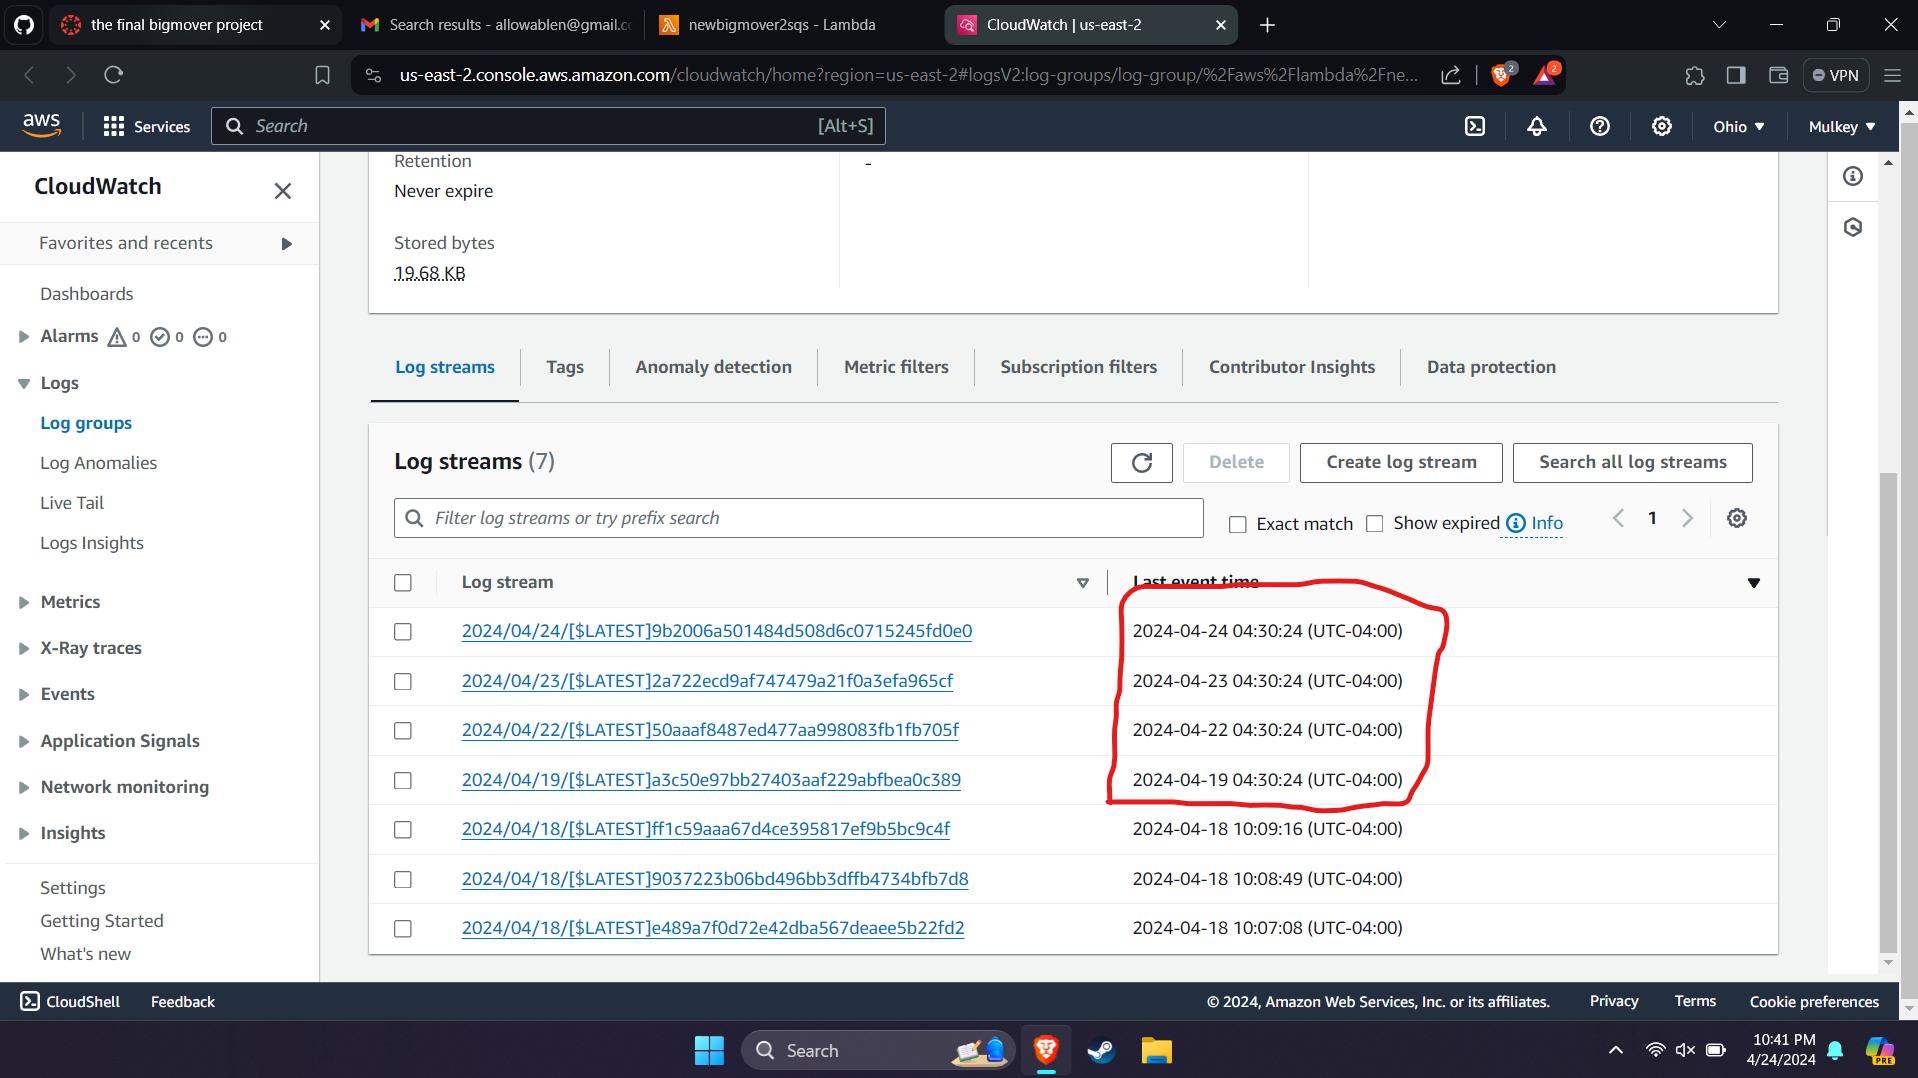 the final bigmover project
Search results - allowablen@gmail.c
newbigmover2sqs - Lambda
CloudWatch | us-east-2
us-east-2.console.aws.amazon.com/cloudwatch/home?region=us-east-2#logsV2:log-groups/log-group/%2Faws%2Flambda%2Fne...
2
2
VPN
aws
Services
Search
[Alt+S]
Ohio
Mulkey
CloudWatch
Favorites and recents
Dashboards
Alarms 0 0 0
Logs
Log groups
Log Anomalies
Live Tail
Logs Insights
Metrics
X-Ray traces
Events
Application Signals
Network monitoring
Insights
Settings
Getting Started
What's new
Retention
-
Never expire
Stored bytes
19.68 KB
Log streams
Tags
Anomaly detection
Metric filters
Subscription filters
Contributor Insights
Data protection
Log streams (7)
Delete
Create log stream
Search all log streams
Filter log streams or try prefix search
Exact match
Show expired
Info
1
Log stream
Last event time
2024/04/24/[$LATEST]9b2006a501484d508d6c0715245fd0e0 2024-04-24 04:30:24 (UTC-04:00)
2024/04/23/[$LATEST]2a722ecd9af747479a21f0a3efa965cf 2024-04-23 04:30:24 (UTC-04:00)
2024/04/22/[$LATEST]50aaaf8487ed477aa998083fb1fb705f 2024-04-22 04:30:24 (UTC-04:00)
2024/04/19/[$LATEST]a3c50e97bb27403aaf229abfbea0c389 2024-04-19 04:30:24 (UTC-04:00)
2024/04/18/[$LATEST]ff1c59aaa67d4ce395817ef9b5bc9c4f 2024-04-18 10:09:16 (UTC-04:00)
2024/04/18/[$LATEST]9037223b06bd496bb3dffb4734bfb7d8 2024-04-18 10:08:49 (UTC-04:00)
2024/04/18/[$LATEST]e489a7f0d72e42dba567deaee5b22fd2 2024-04-18 10:07:08 (UTC-04:00)
CloudShell
Feedback
© 2024, Amazon Web Services, Inc. or its affiliates.
Privacy
Terms
Cookie preferences
Search
10:41 PM
4/24/2024
PRE